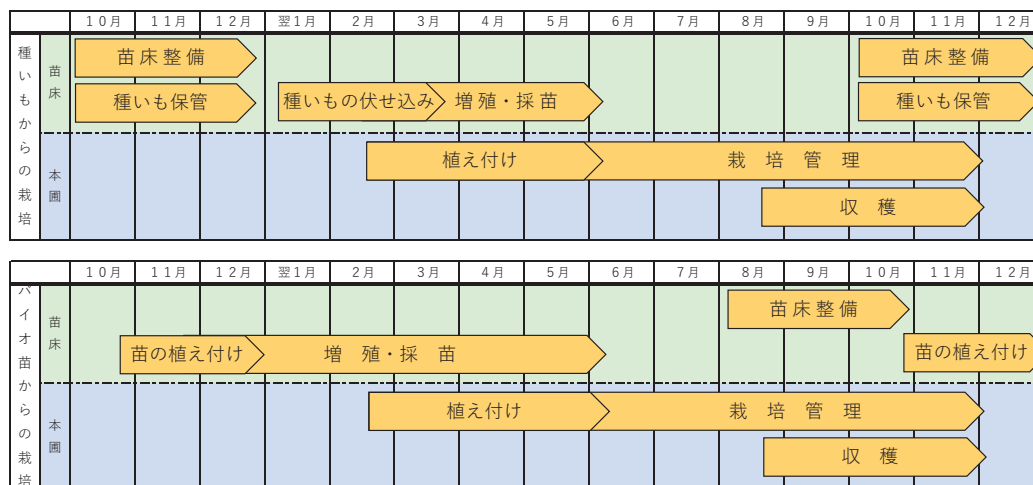 10月 11月 12月 翌1月 2月 3月 4月 5月 6月 7月 8月 9月 10月 11月 12月
種いもからの栽培
苗床
苗床整備 苗床整備
種いも保管 種いもの伏せ込み 増殖・採苗 種いも保管
本圃
植え付け 栽培管理
収穫
10月 11月 12月 翌1月 2月 3月 4月 5月 6月 7月 8月 9月 10月 11月 12月
バイオ苗からの栽培
苗床
苗床整備
苗の植え付け 増殖・採苗 苗の植え付け
本圃
植え付け 栽培管理
収穫